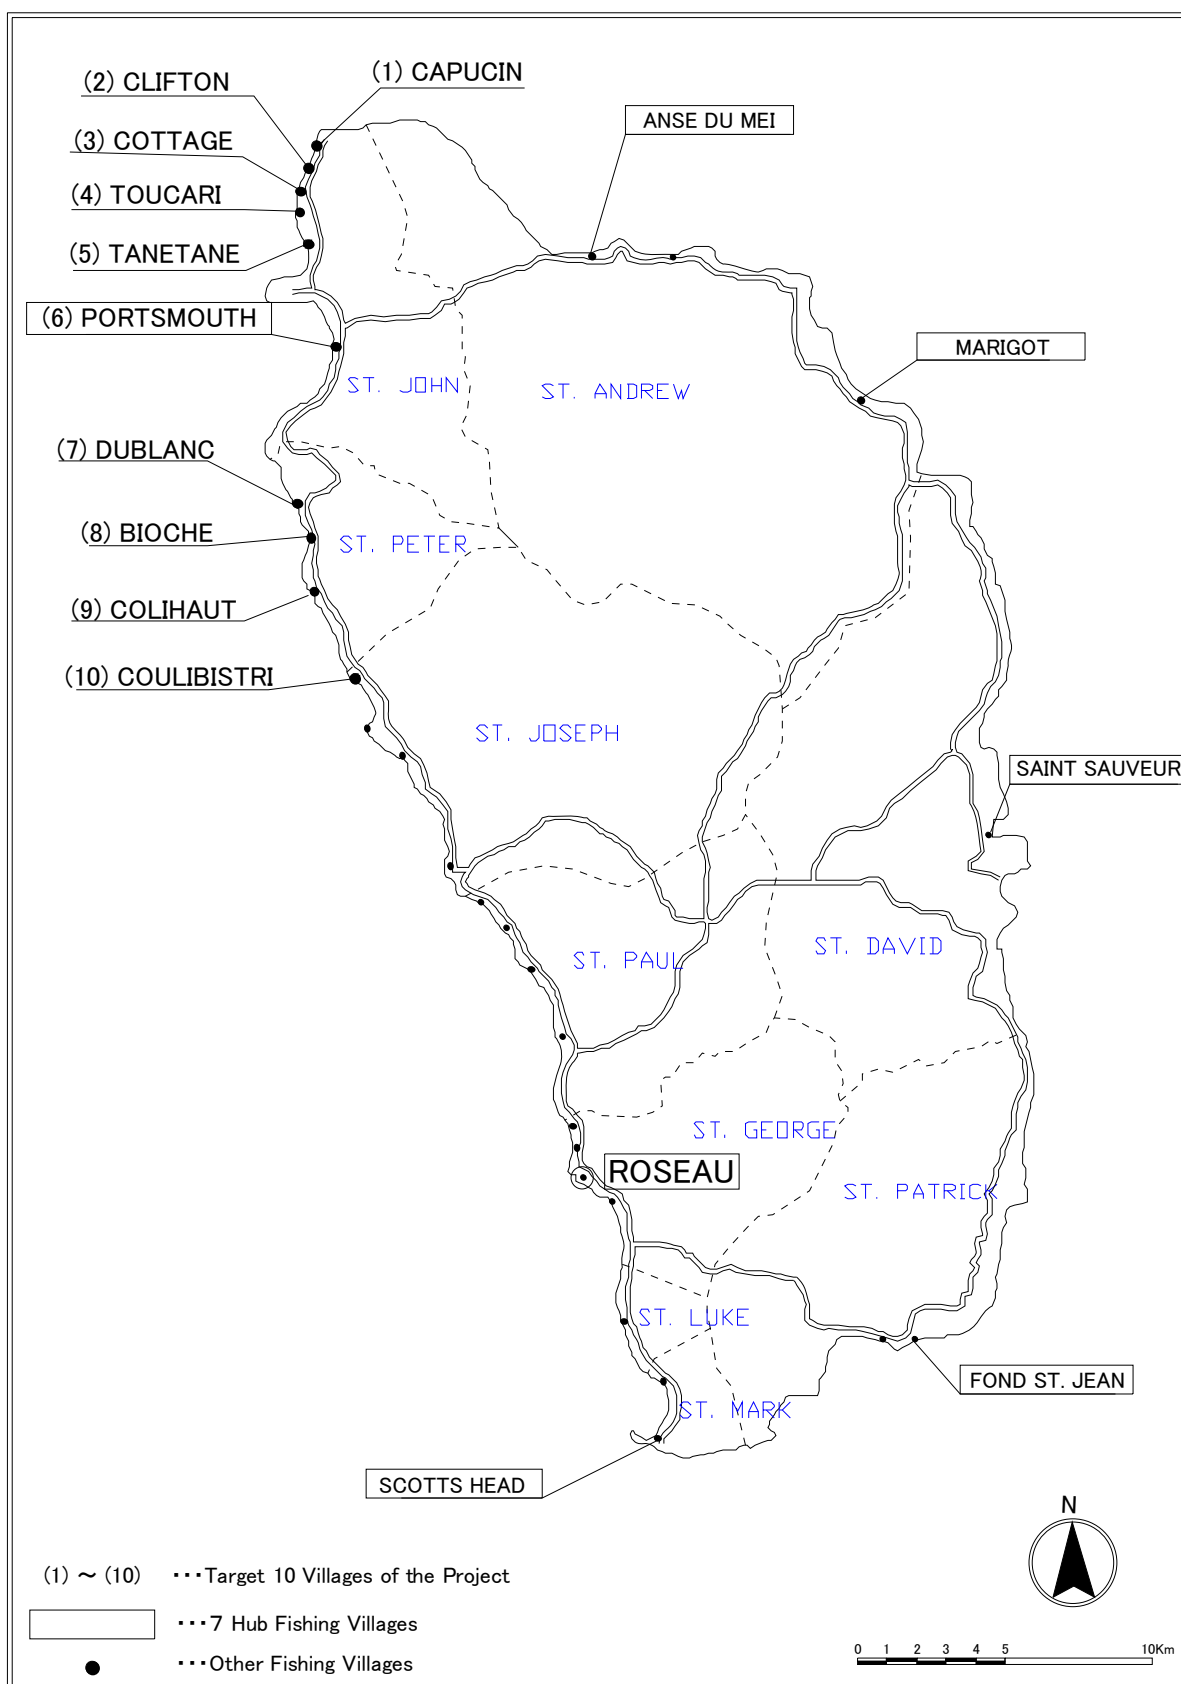 (1) CAPUCIN
(2) CLIFTON
ANSE DU MEI
(3) COTTAGE
(4) TOUCARI
(5) TANETANE
(6) PORTSMOUTH
MARIGOT
ST. JOHN
ST. ANDREW
(7) DUBLANC
(8) BIOCHE
ST. PETER
(9) COLIHAUT
(10) COULIBISTRI
ST. JOSEPH
SAINT SAUVEUR
ST. DAVID
ST. PAUL
ST. GEORGE
ROSEAU
ST. PATRICK
ST. LUKE
FOND ST. JEAN
ST. MARK
SCOTTS HEAD
N
(1) ～ (10) ･･･Target 10 Villages of the Project
･･･7 Hub Fishing Villages
･･･Other Fishing Villages
0 1 2 3 4 5 10Km